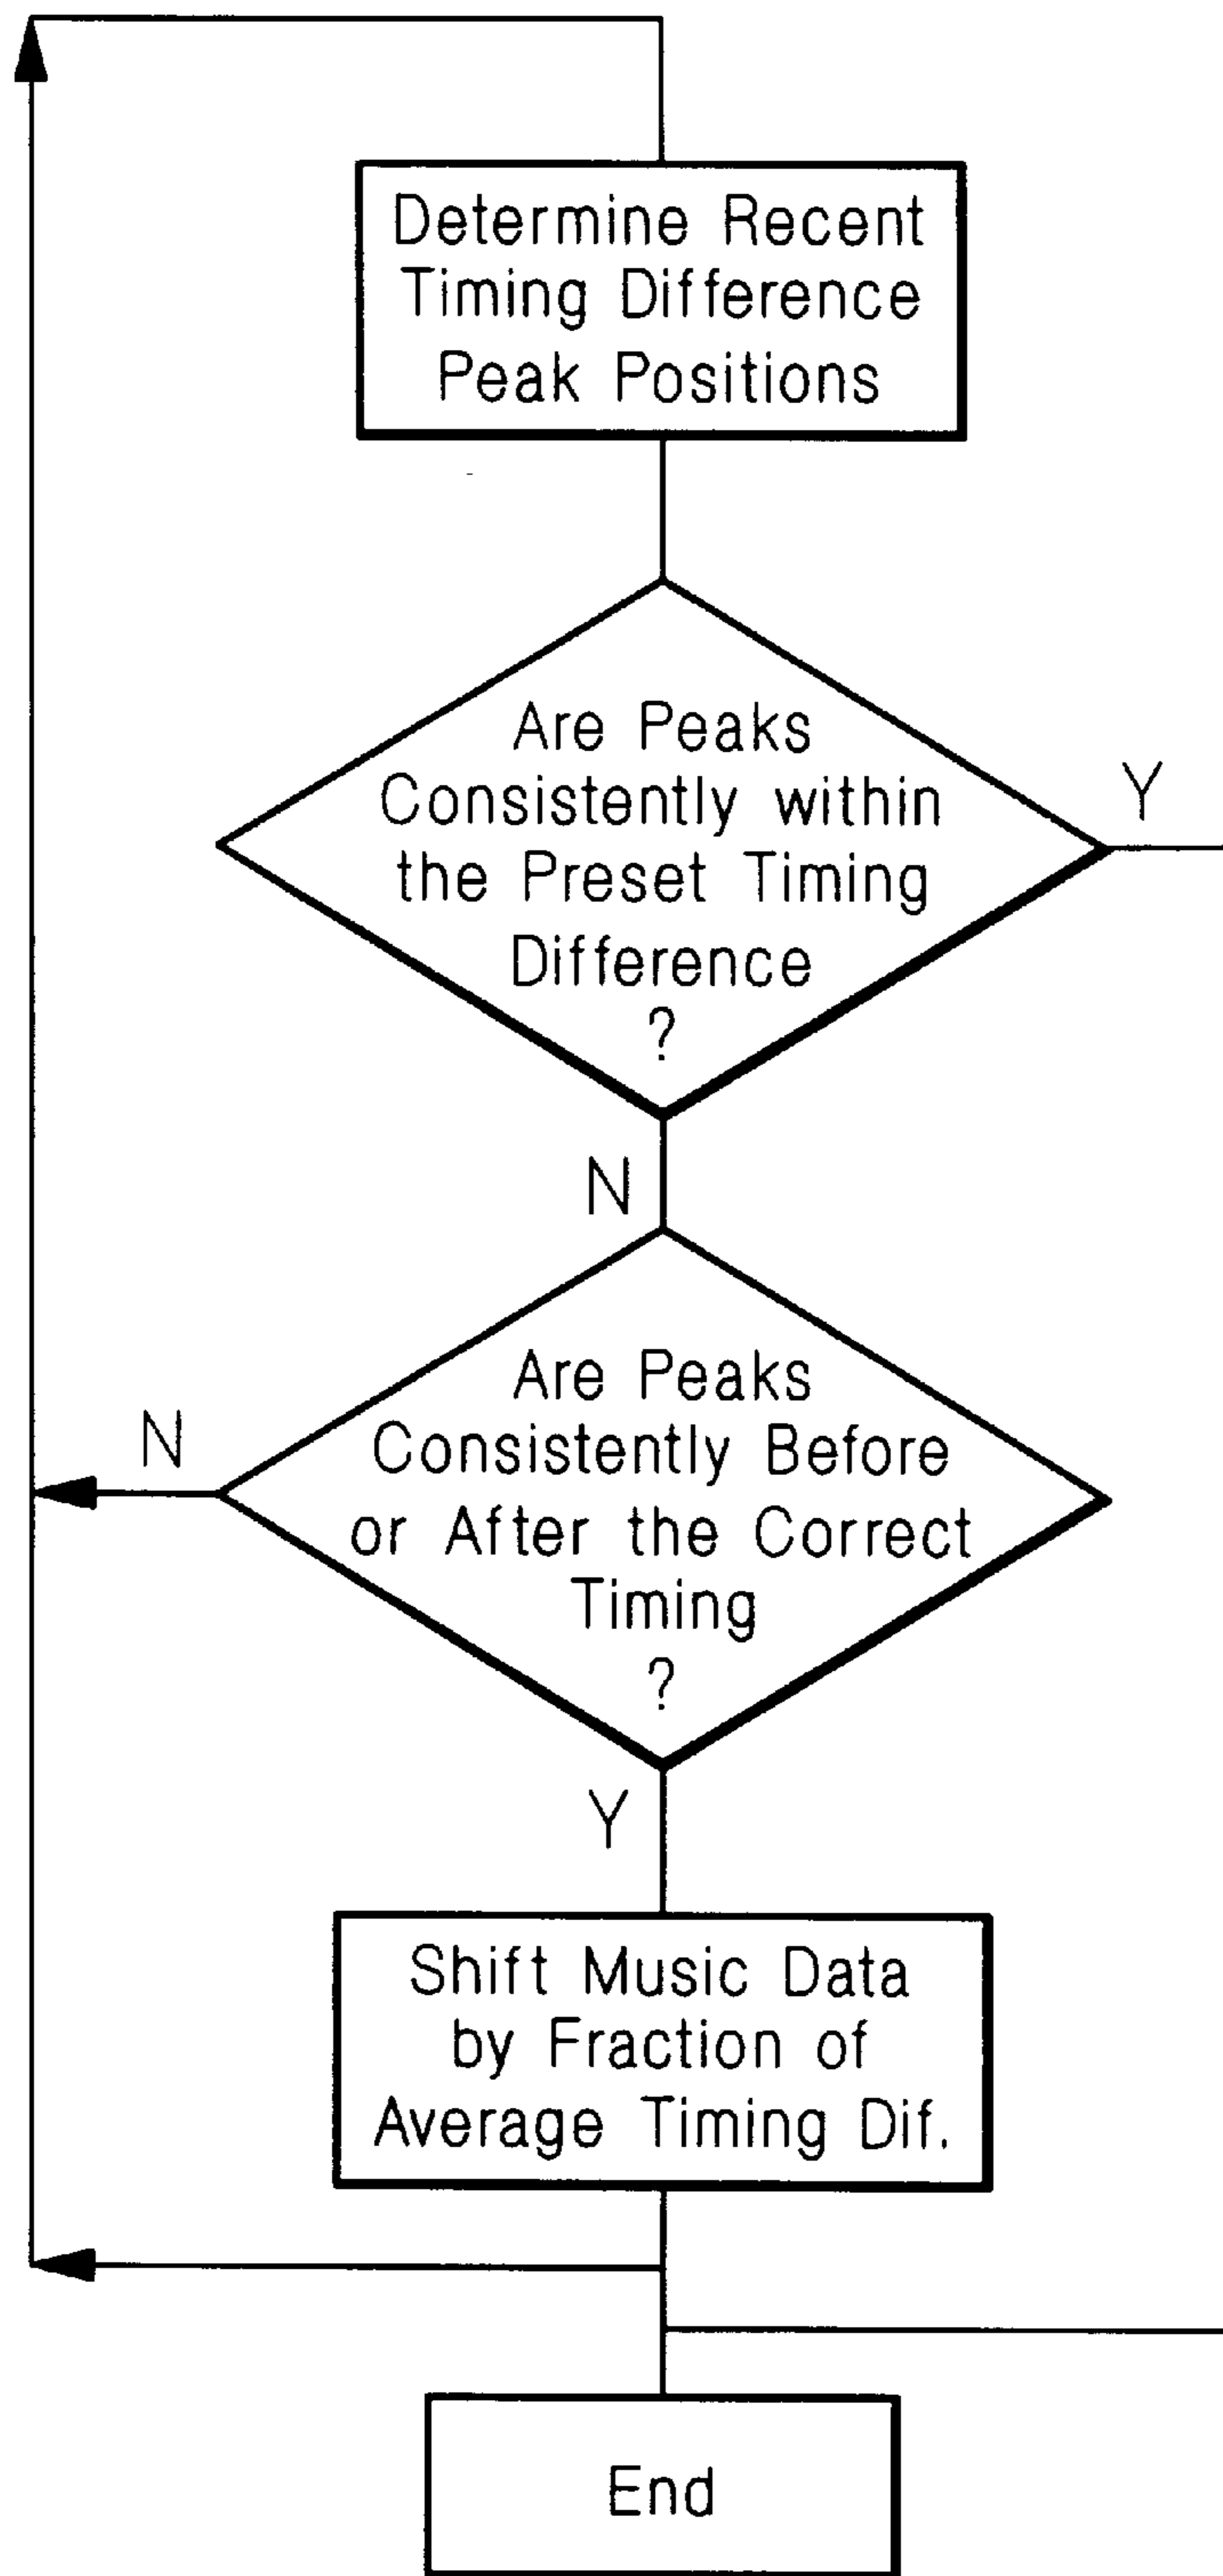 Determine Recent
Timing Difference
Peak Positions
Are Peaks
Consistently within
the Preset Timing
Difference
?
Y
N
Are Peaks
Consistently Before
or After the Correct
Timing
?
N
Y
Shift Music Data
by Fraction of
Average Timing Dif.
End